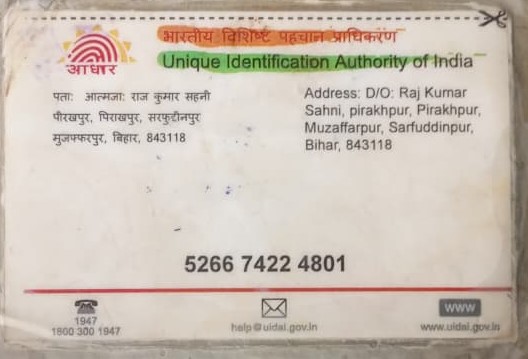 भारतीय विशिष्ट पहचान प्राधिकरण
Unique Identification Authority of India
आधार
पता: आत्मजा: राज कुमार सहनी
पीरखपुर, पिराखपुर, सरफुद्दीनपुर
मुजफ्फरपुर, बिहार, 843118
Address: D/O: Raj Kumar
Sahni, pirakhpur, Pirakhpur,
Muzaffarpur, Sarfuddinpur,
Bihar, 843118
5266 7422 4801
1947
1800 300 1947
help@uidai.gov.in
WWW
www.uidai.gov.in